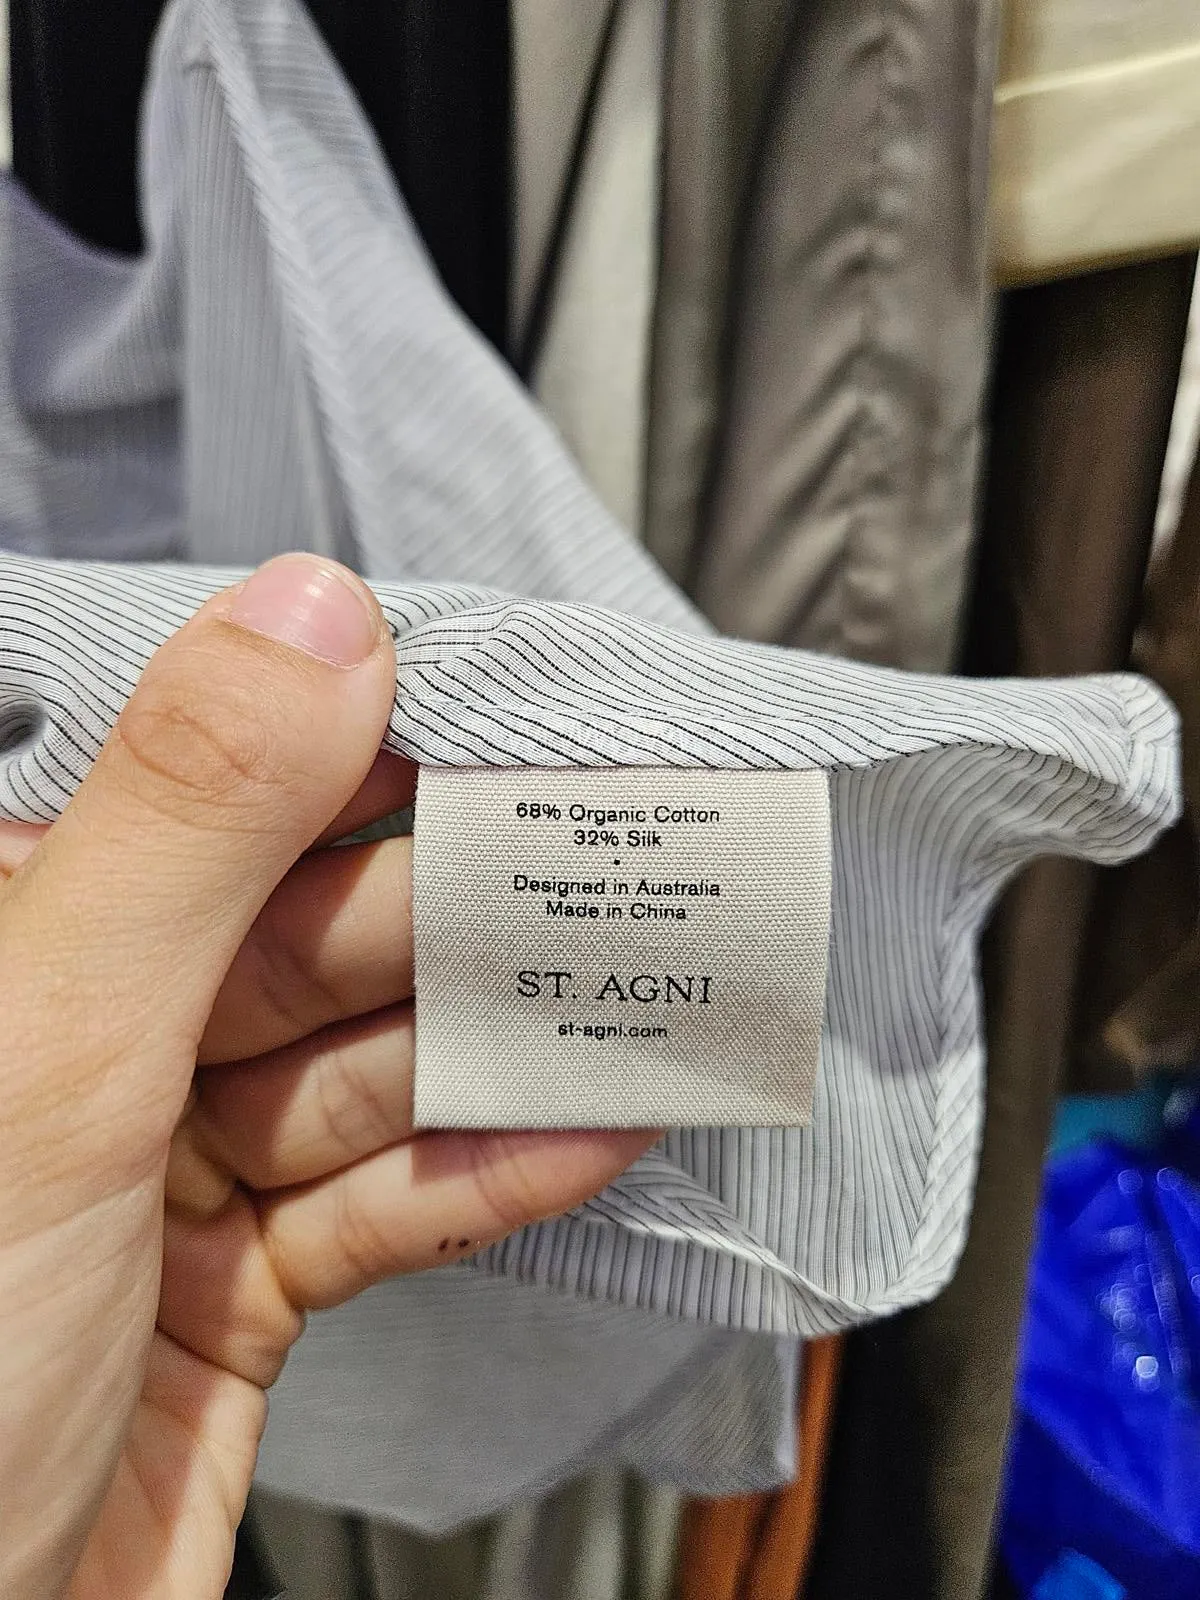 68% Organic Cotton
32% Silk
•
Designed in Australia
Made in China
ST. AGNI
st-agni.com